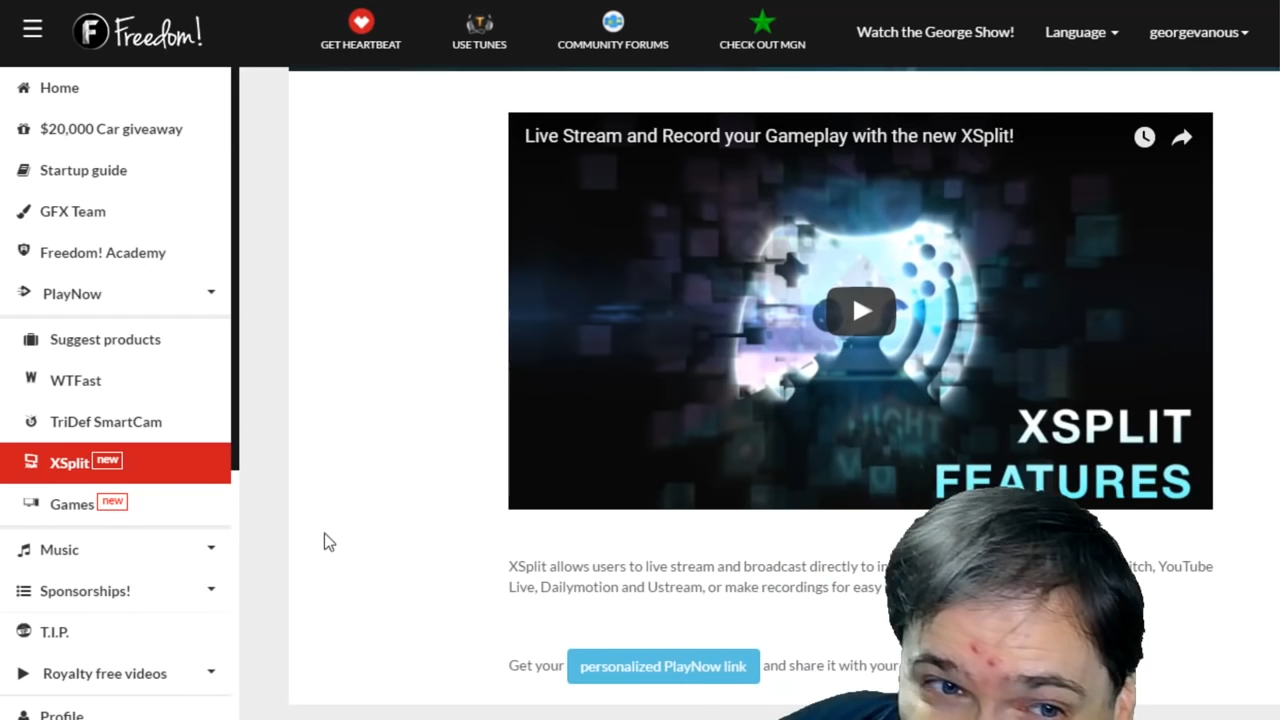 Freedom!
GET HEARTBEAT
USE TUNES
COMMUNITY FORUMS
CHECK OUT MGN
Watch the George Show!
Language
georgevanous
Home
$20,000 Car giveaway
Startup guide
GFX Team
Freedom! Academy
PlayNow
Suggest products
WTFast
TriDef SmartCam
XSplit new
Games new
Music
Sponsorships!
T.I.P.
Royalty free videos
Profile
Live Stream and Record your Gameplay with the new XSplit!
XSPLIT
FEATURES
XSplit allows users to live stream and broadcast directly to YouTube
Live, Dailymotion and Ustream, or make recordings for easy
Get your personalized PlayNow link and share it with your